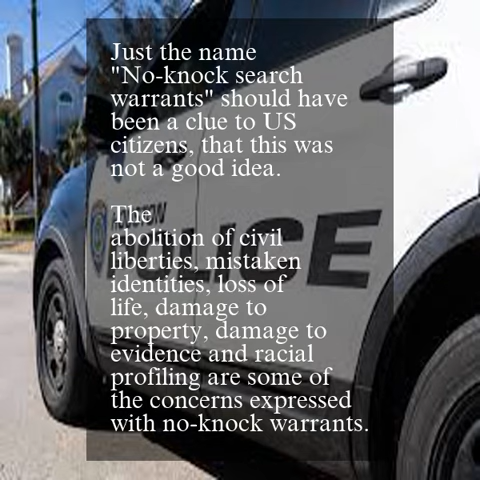 Just the name
"No-knock search
warrants" should have
been a clue to US
citizens, that this was
not a good idea.
The
abolition of civil
liberties, mistaken
identities, loss of
life, damage to
property, damage to
evidence and racial
profiling are some of
the concerns expressed
with no-knock warrants.
POLICE